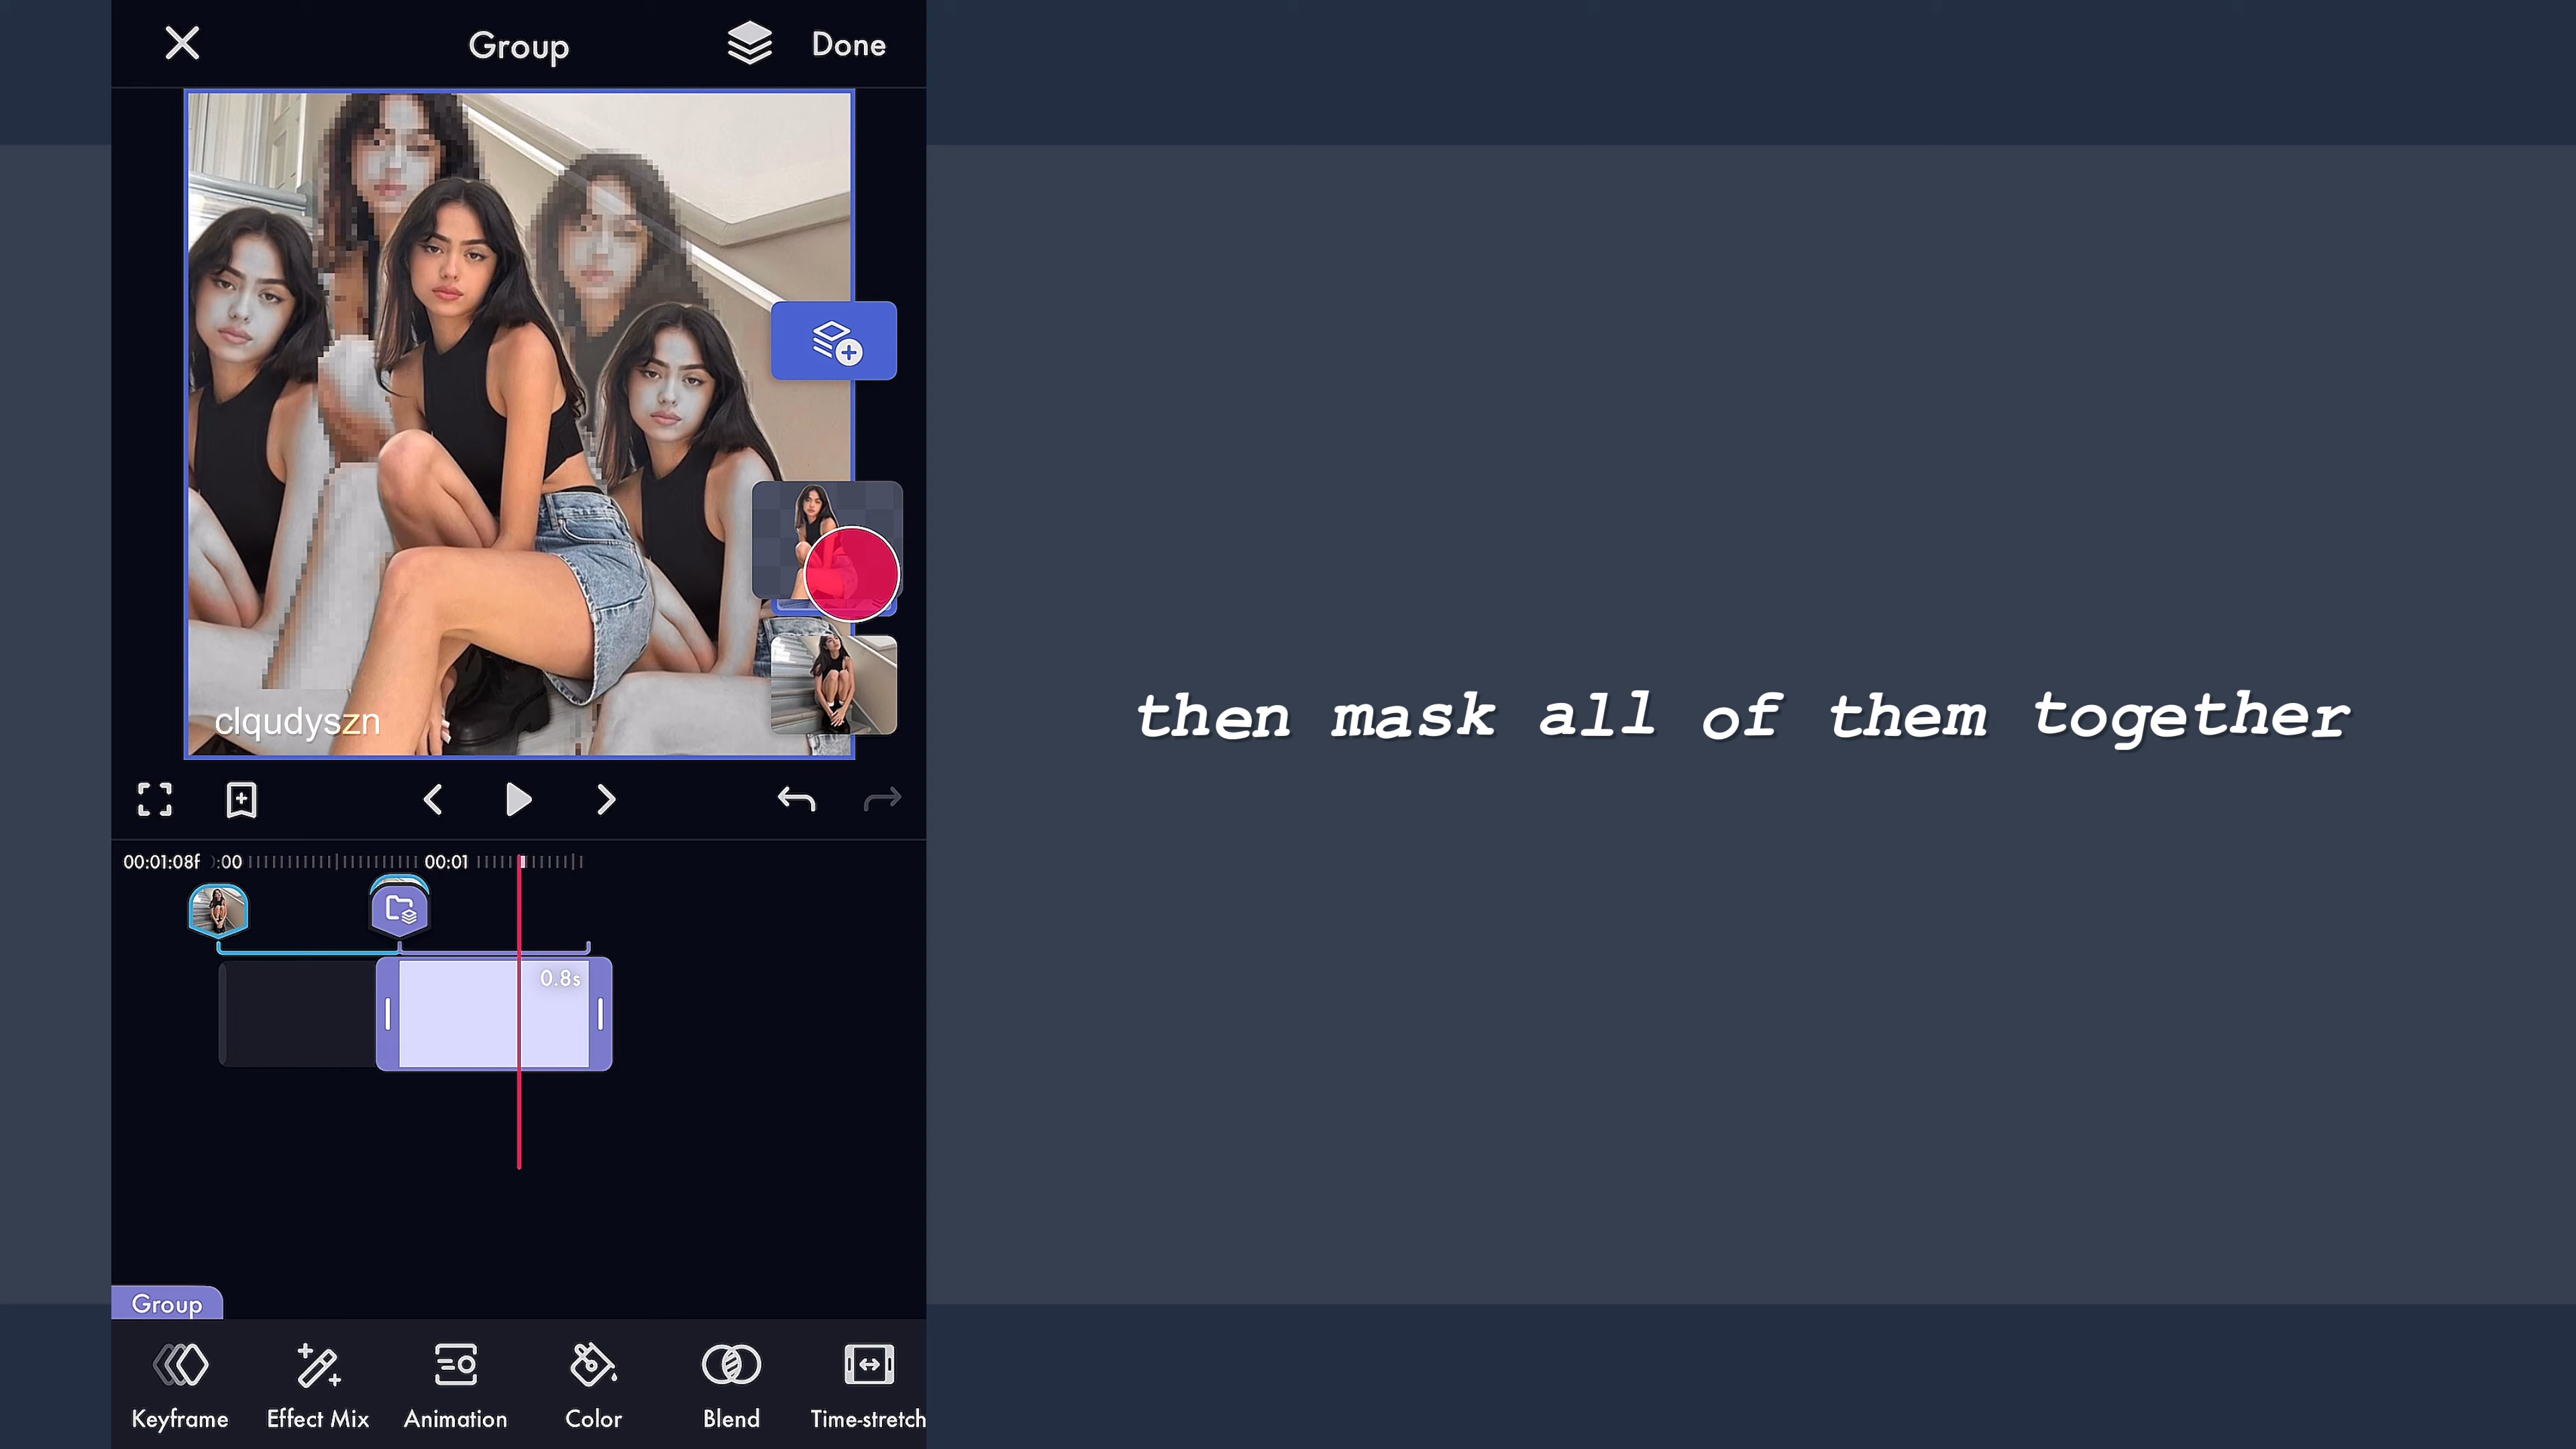 Group
Done
clqudyszn
00:01:08f
:00
00:01
0.8s
Group
Keyframe
Effect Mix
Animation
Color
Blend
Time-stretch
then mask all of them together